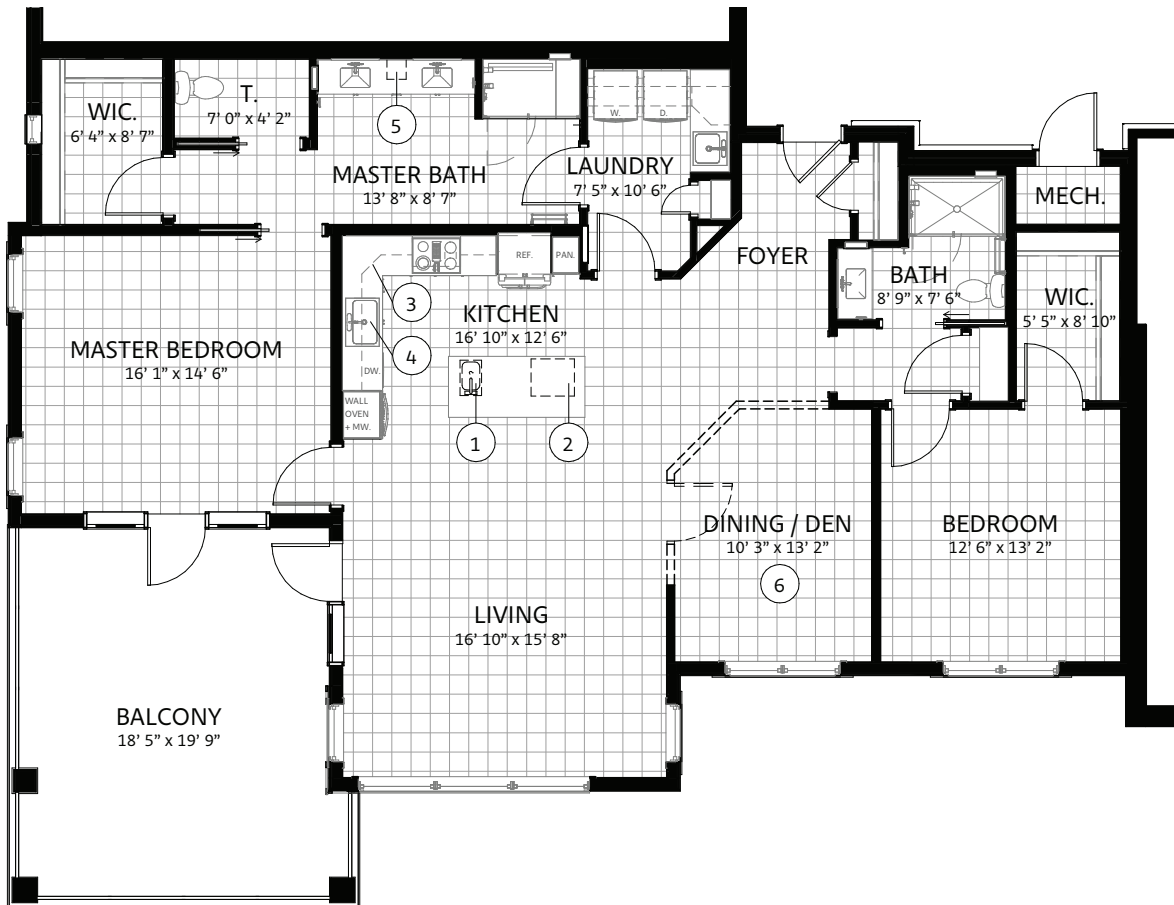 WIC.
6' 4" x 8' 7"
T.
7' 0" x 4' 2"
5
MASTER BATH
13' 8" x 8' 7"
W.
D.
LAUNDRY
7' 5" x 10' 6"
MECH.
FOYER
BATH
8' 9" x 7' 6"
WIC.
5' 5" x 8' 10"
REF.
PAN.
3
KITCHEN
16' 10" x 12' 6"
4
DW.
WALL
OVEN
+ MW.
1
2
MASTER BEDROOM
16' 1" x 14' 6"
DINING / DEN
10' 3" x 13' 2"
6
BEDROOM
12' 6" x 13' 2"
LIVING
16' 10" x 15' 8"
BALCONY
18' 5" x 19' 9"